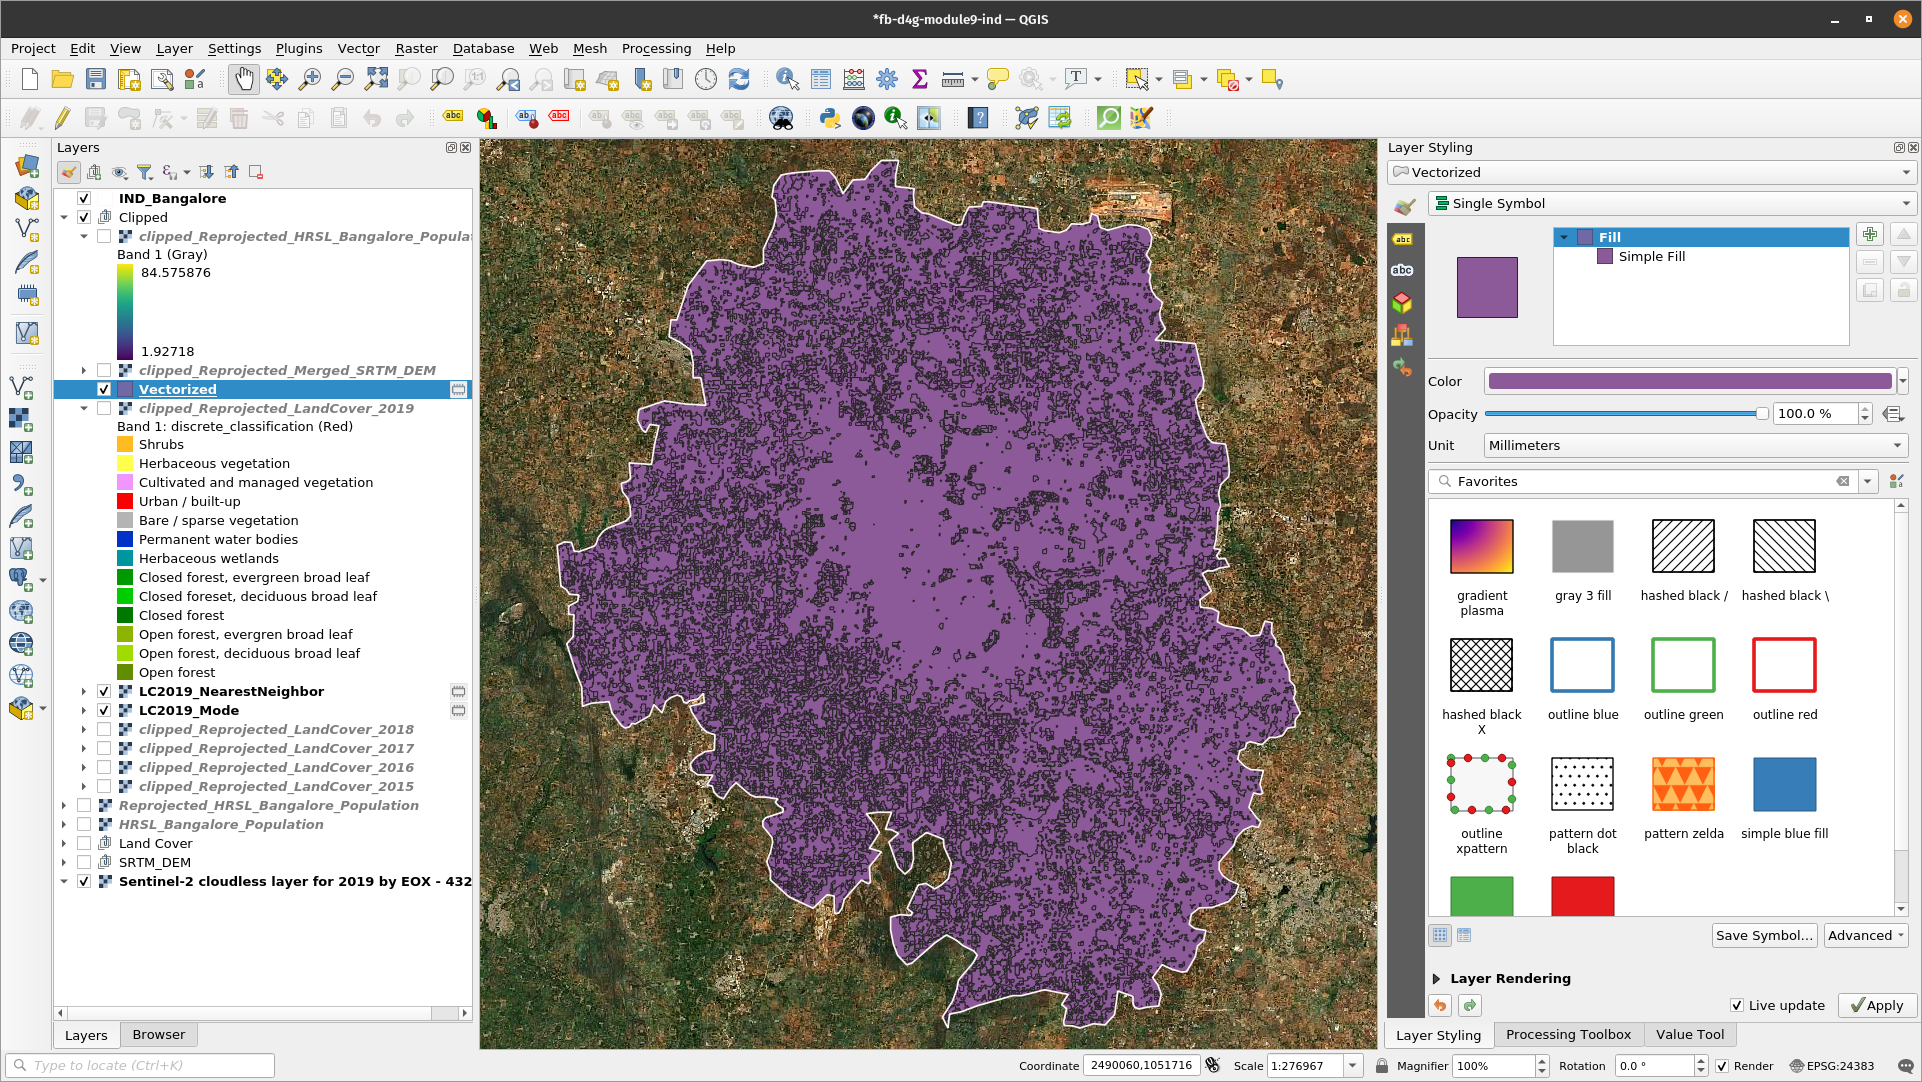 *fb-d4g-module9-ind — QGIS
Project Edit View Layer Settings Plugins Vector Raster Database Web Mesh Processing Help
Layers
IND_Bangalore
Clipped
clipped_Reprojected_HRSL_Bangalore_Populat
Band 1 (Gray)
84.575876
1.92718
clipped_Reprojected_Merged_SRTM_DEM
Vectorized
clipped_Reprojected_LandCover_2019
Band 1: discrete_classification (Red)
Shrubs
Herbaceous vegetation
Cultivated and managed vegetation
Urban / built-up
Bare / sparse vegetation
Permanent water bodies
Herbaceous wetlands
Closed forest, evergreen broad leaf
Closed foreset, deciduous broad leaf
Closed forest
Open forest, evergren broad leaf
Open forest, deciduous broad leaf
Open forest
LC2019_NearestNeighbor
LC2019_Mode
clipped_Reprojected_LandCover_2018
clipped_Reprojected_LandCover_2017
clipped_Reprojected_LandCover_2016
clipped_Reprojected_LandCover_2015
Reprojected_HRSL_Bangalore_Population
HRSL_Bangalore_Population
Land Cover
SRTM_DEM
Sentinel-2 cloudless layer for 2019 by EOX - 432
Layers Browser
Layer Styling
Vectorized
Single Symbol
Fill
Simple Fill
Color
Opacity 100.0 %
Unit Millimeters
Favorites
gradient plasma
gray 3 fill
hashed black /
hashed black \
hashed black X
outline blue
outline green
outline red
outline xpattern
pattern dot black
pattern zelda
simple blue fill
Save Symbol... Advanced
Layer Rendering
Live update Apply
Layer Styling Processing Toolbox Value Tool
Type to locate (Ctrl+K)
Coordinate 2490060,1051716 Scale 1:276967 Magnifier 100% Rotation 0.0 ° Render EPSG:24383